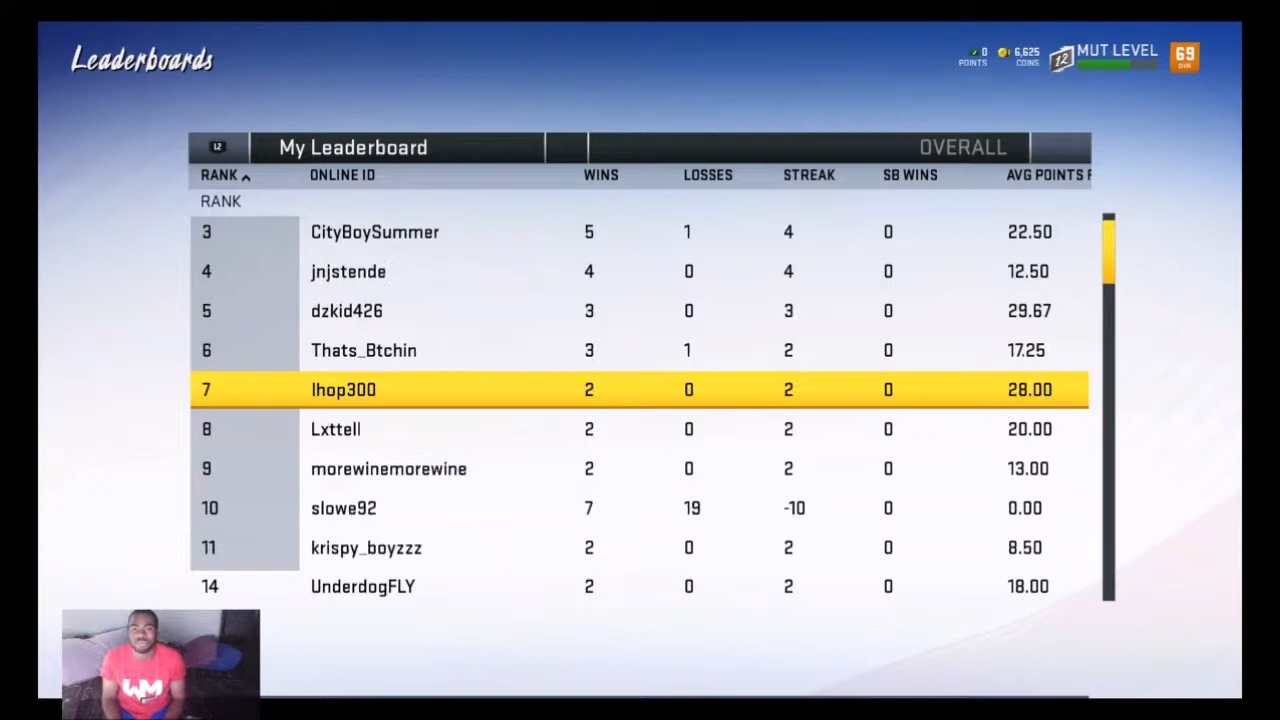 Leaderboards
0 POINTS 6,625 COINS 12 MUT LEVEL 69 OVR
L2 My Leaderboard OVERALL
RANK ONLINE ID WINS LOSSES STREAK SB WINS AVG POINTS F
RANK
3 CityBoySummer 5 1 4 0 22.50
4 jnjstende 4 0 4 0 12.50
5 dzkid426 3 0 3 0 29.67
6 Thats_Btchin 3 1 2 0 17.25
7 lhop300 2 0 2 0 28.00
8 Lxttell 2 0 2 0 20.00
9 morewinemorewine 2 0 2 0 13.00
10 slowe92 7 19 -10 0 0.00
11 krispy_boyzzz 2 0 2 0 8.50
14 UnderdogFLY 2 0 2 0 18.00
WM